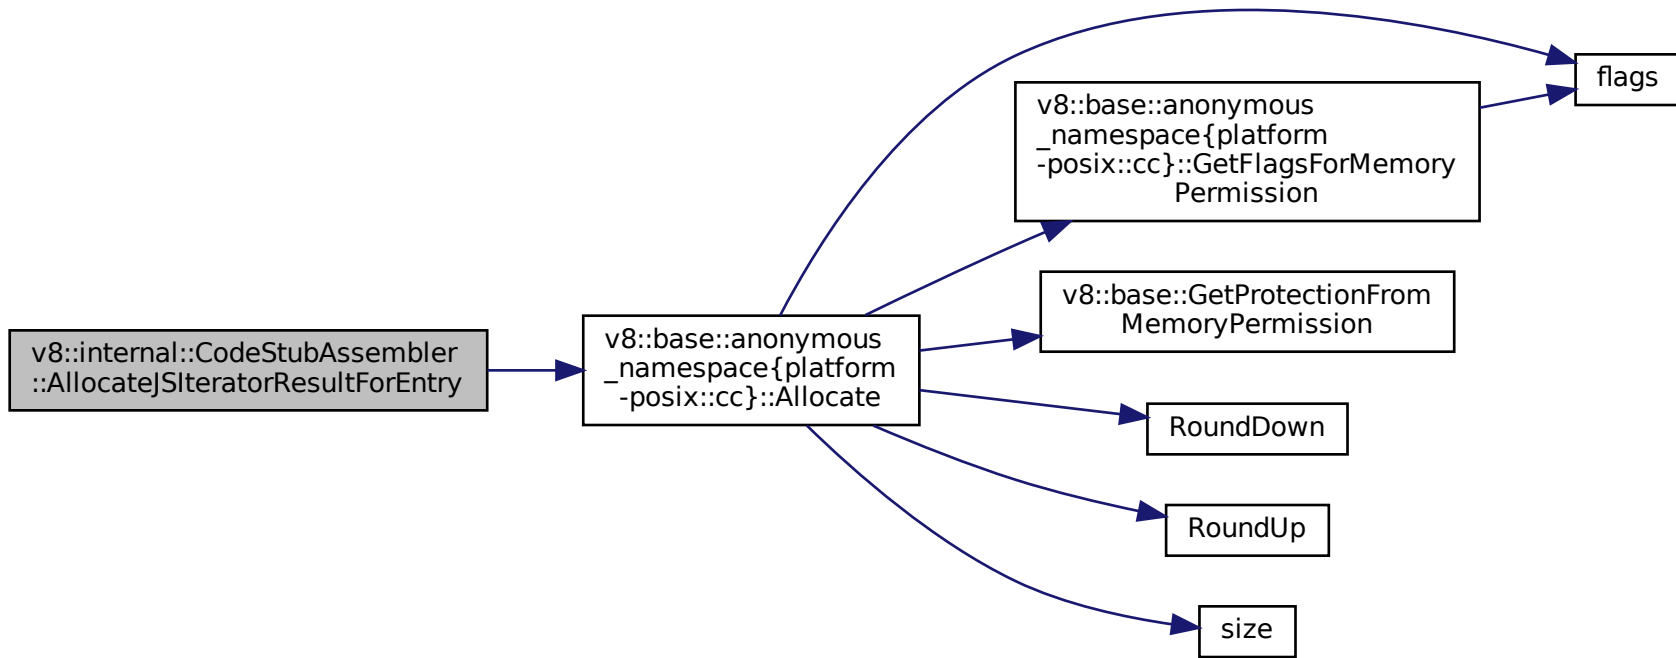 v8::internal::CodeStubAssembler
::AllocateJSIteratorResultForEntry
v8::base::anonymous
_namespace{platform
-posix::cc}::Allocate
flags
v8::base::anonymous
_namespace{platform
-posix::cc}::GetFlagsForMemory
Permission
v8::base::GetProtectionFrom
MemoryPermission
RoundDown
RoundUp
size